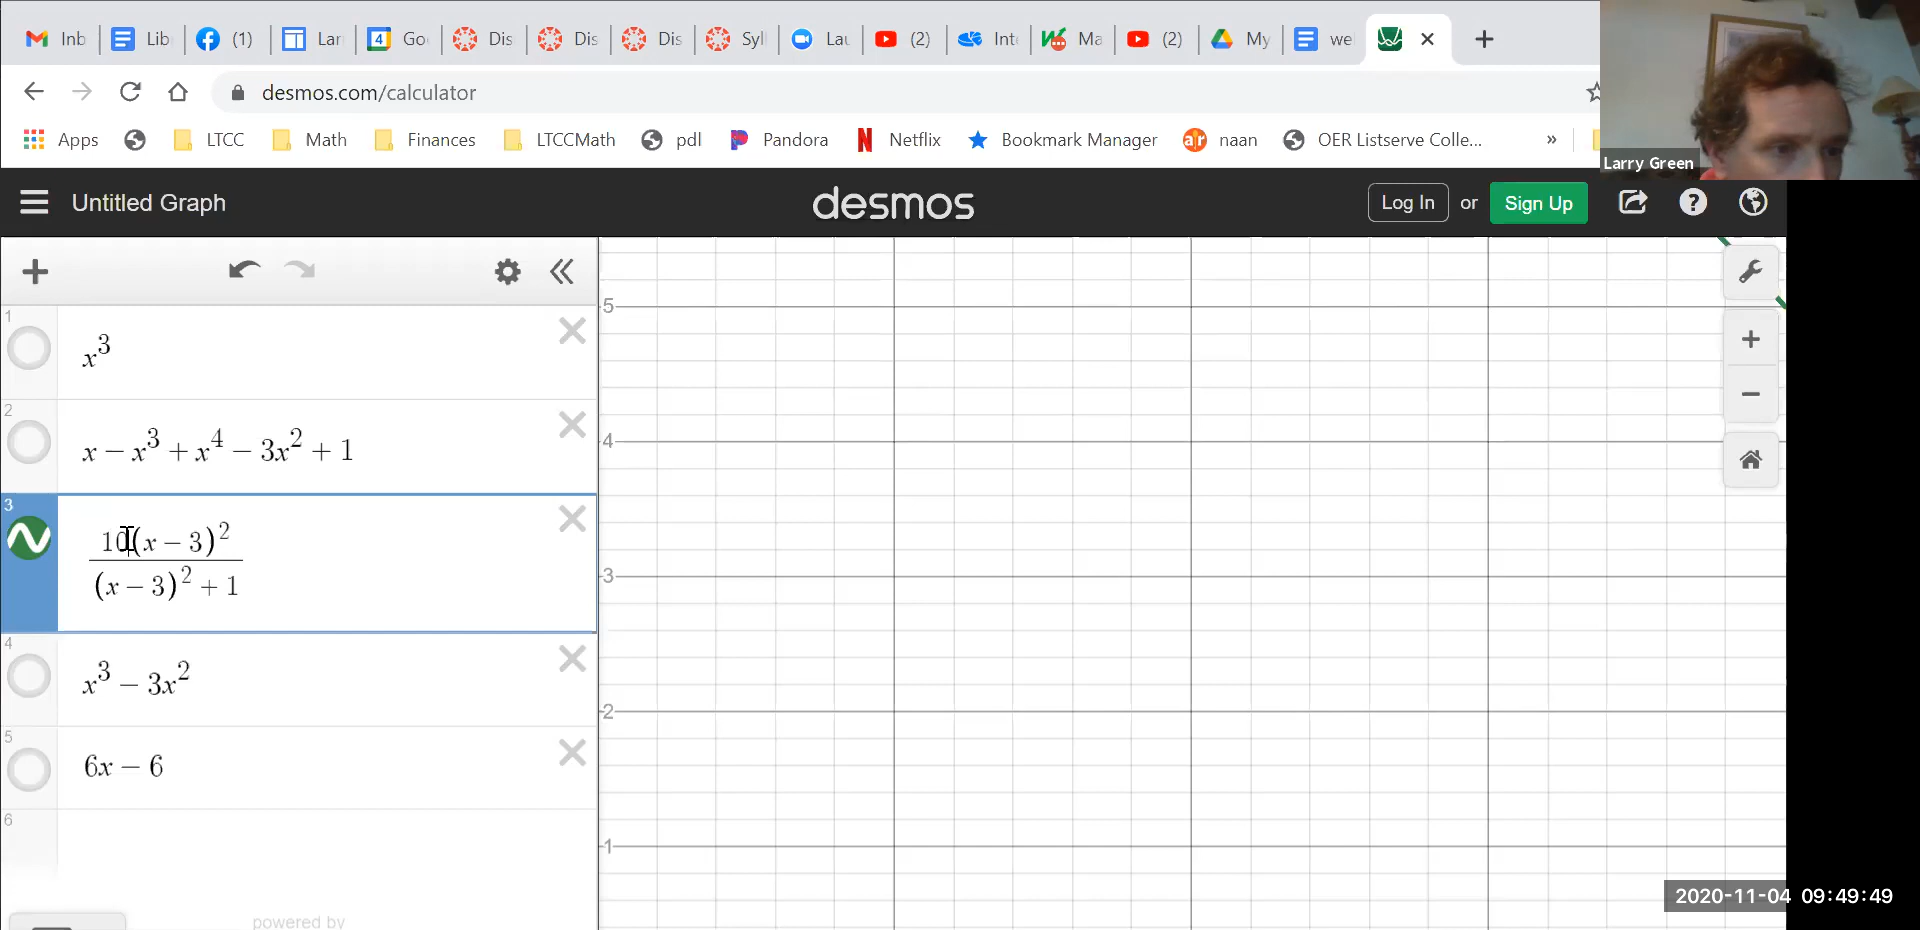 Inb Lib (1) Lar 4 Go Dis Dis Dis Syl Lau (2) Int Ma (2) My we
desmos.com/calculator
Apps LTCC Math Finances LTCCMath pdl Pandora Netflix Bookmark Manager naan OER Listserve Colle... »
Larry Green
Untitled Graph desmos Log In or Sign Up
1 x^3
2 x − x^3 + x^4 − 3x^2 + 1
3 10(x − 3)^2 / (x − 3)^2 + 1
4 x^3 − 3x^2
5 6x − 6
6
5
4
3
2
1
powered by
2020-11-04 09:49:49